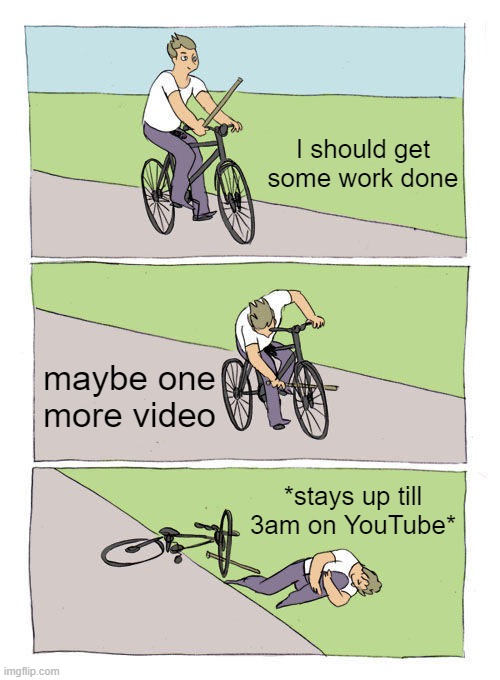 I should get
some work done
maybe one
more video
*stays up till
3am on YouTube*
imgflip.com